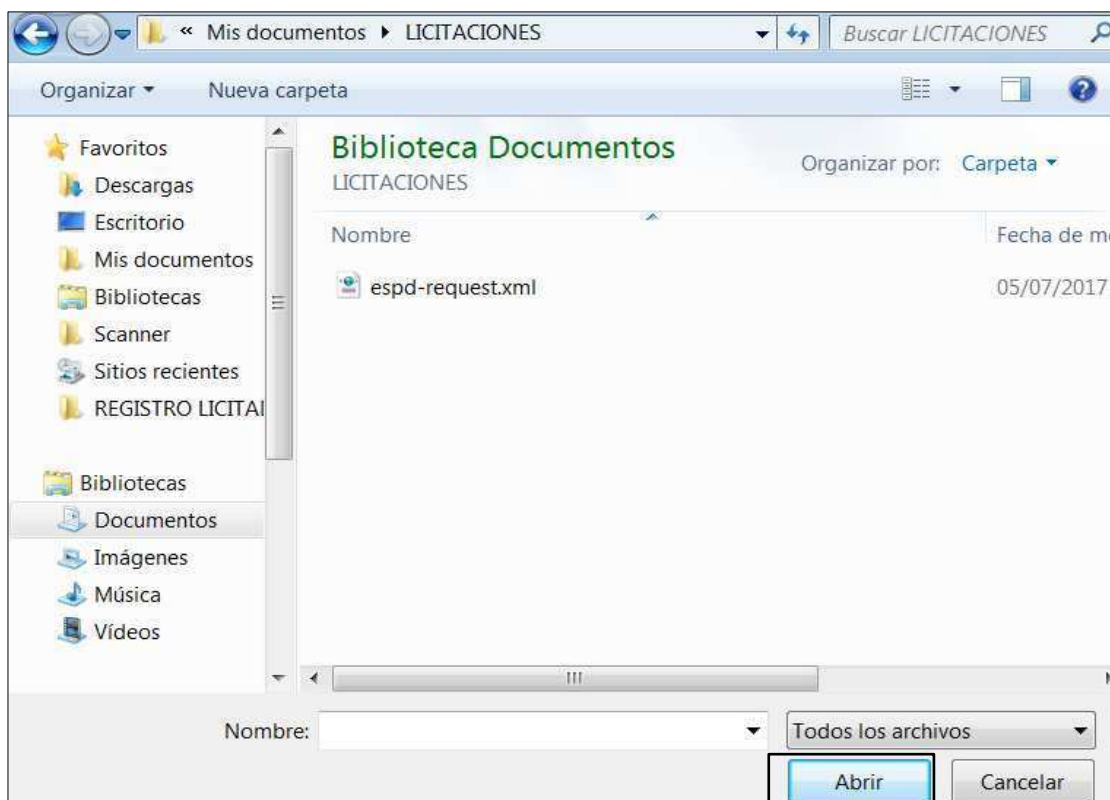 « Mis documentos ▸ LICITACIONES
Buscar LICITACIONES
Organizar
Nueva carpeta
Favoritos
Descargas
Escritorio
Mis documentos
Bibliotecas
Scanner
Sitios recientes
REGISTRO LICITA
Bibliotecas
Documentos
Imágenes
Música
Vídeos
Biblioteca Documentos
LICITACIONES
Organizar por: Carpeta
Nombre
Fecha de m
espd-request.xml
05/07/2017
Nombre:
Todos los archivos
Abrir
Cancelar